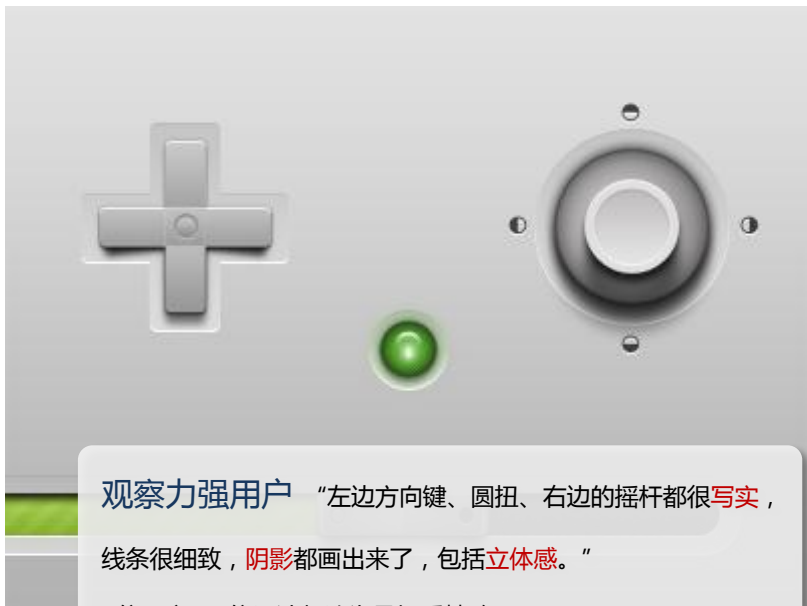 观察力强用户 “左边方向键、圆扭、右边的摇杆都很写实，
线条很细致，阴影都画出来了，包括立体感。”